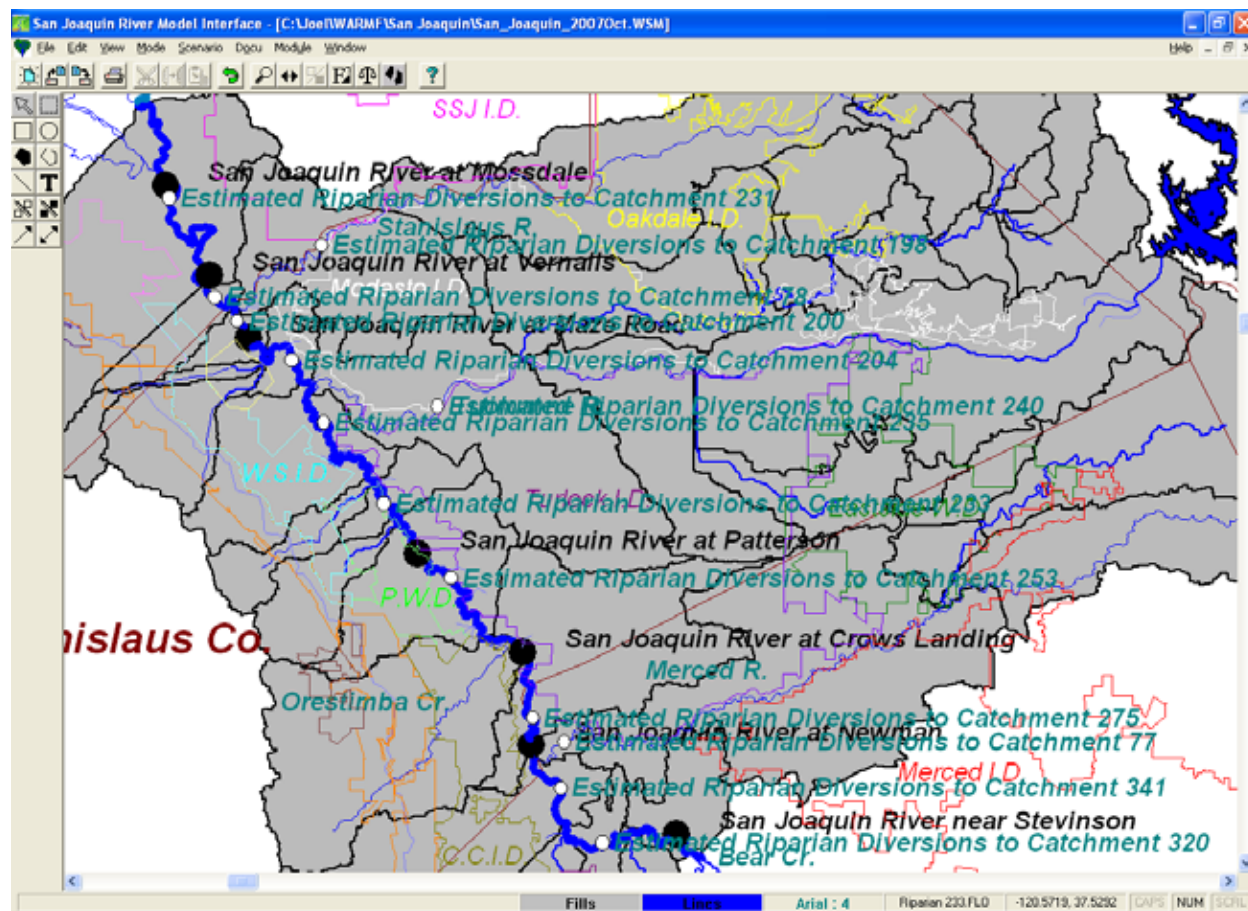 San Joaquin River Model Interface - [C:\Joel\WARMF\San Joaquin\San_Joaquin_2007Oct.WSM]
File Edit View Mode Scenario Docu Module Window Help
SSJ I.D.
San Joaquin River at Mossdale
Estimated Riparian Diversions to Catchment 231
Oakdale I.D.
Stanislaus R
Estimated Riparian Diversions to Catchment 198
San Joaquin River at Vernalis
Modesto I.D.
Estimated Riparian Diversions to Catchment 78
Estimated Riparian Diversions to Catchment 200
San Joaquin River at Maze Road
Estimated Riparian Diversions to Catchment 204
Estimated Riparian Diversions to Catchment 240
Estimated Riparian Diversions to Catchment 235
W.S.I.D.
Turlock I.D.
Estimated Riparian Diversions to Catchment 233
Eastside W.D.
San Joaquin River at Patterson
Estimated Riparian Diversions to Catchment 253
P.W.D.
nislaus Co.
San Joaquin River at Crows Landing
Merced R.
Orestimba Cr
Estimated Riparian Diversions to Catchment 275
San Joaquin River at Newman
Estimated Riparian Diversions to Catchment 77
Merced I.D
Estimated Riparian Diversions to Catchment 341
San Joaquin River near Stevinson
Estimated Riparian Diversions to Catchment 320
C.C.I.D.
Bear Cr.
Fills Lines Arial : 4 Riparian 233.FLO -120.5719, 37.5292 CAPS NUM SCRL